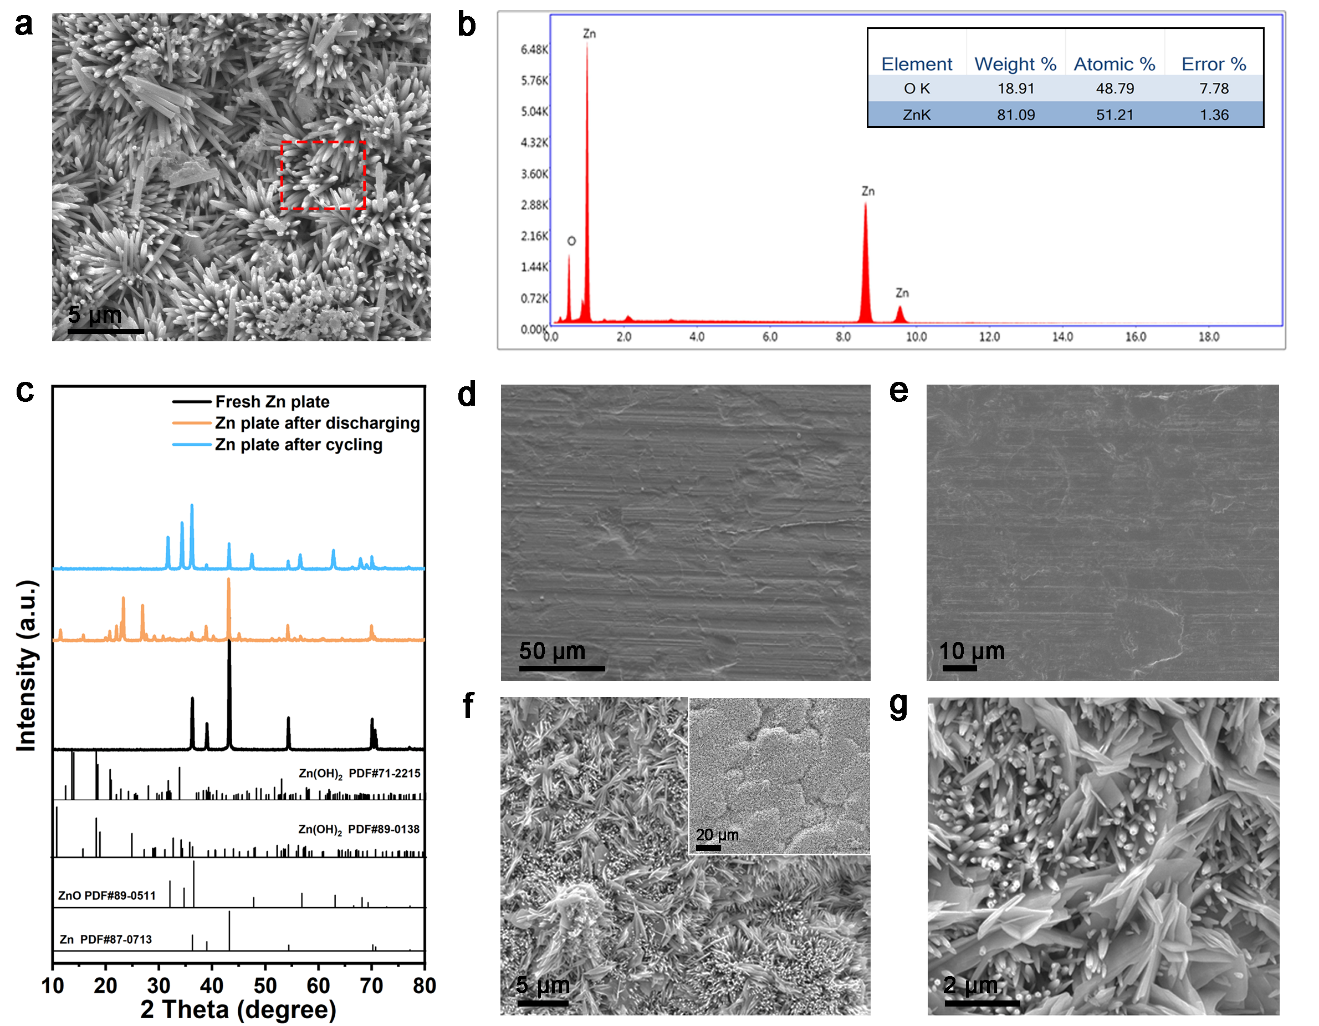 a
5 µm
b
Zn
6.48K
5.76K
5.04K
4.32K
3.60K
2.88K
2.16K
1.44K
0.72K
0.00K
O
Zn
Zn
0.0 2.0 4.0 6.0 8.0 10.0 12.0 14.0 16.0 18.0
Element Weight % Atomic % Error %
O K 18.91 48.79 7.78
ZnK 81.09 51.21 1.36
c
Fresh Zn plate
Zn plate after discharging
Zn plate after cycling
Intensity (a.u.)
Zn(OH)₂ PDF#71-2215
Zn(OH)₂ PDF#89-0138
ZnO PDF#89-0511
Zn PDF#87-0713
10 20 30 40 50 60 70 80
2 Theta (degree)
d
50 µm
e
10 µm
f
20 µm
5 µm
g
2 µm